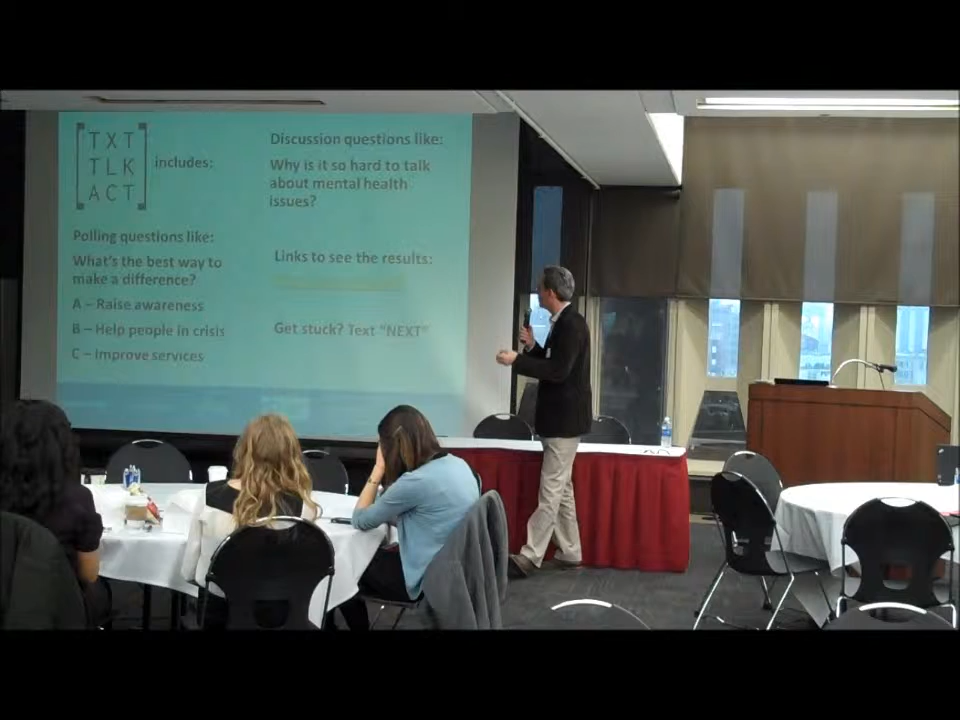 TXT
TLK
ACT
includes:
Polling questions like:
What's the best way to
make a difference?
A – Raise awareness
B – Help people in crisis
C – Improve services
Discussion questions like:
Why is it so hard to talk
about mental health
issues?
Links to see the results:
Get stuck? Text "NEXT"